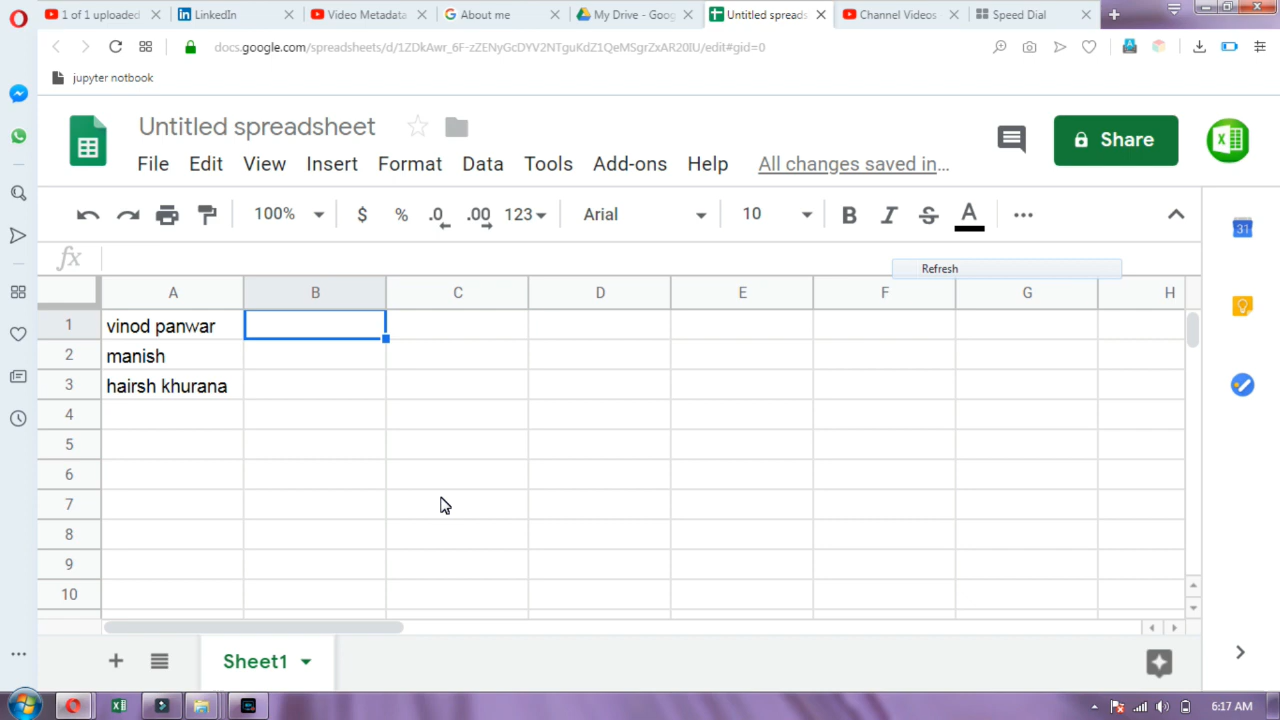 1 of 1 uploaded
LinkedIn
Video Metadata
About me
My Drive - Goog
Untitled spreads
Channel Videos
Speed Dial
docs.google.com/spreadsheets/d/1ZDkAwr_6F-zZENyGcDYV2NTguKdZ1QeMSgrZxAR20IU/edit#gid=0
jupyter notbook
Untitled spreadsheet
Share
File Edit View Insert Format Data Tools Add-ons Help All changes saved in...
100% $ % .0 .00 123 Arial 10 B I S A
31
fx
Refresh
A B C D E F G H
1 vinod panwar
2 manish
3 hairsh khurana
4
5
6
7
8
9
10
Sheet1
6:17 AM